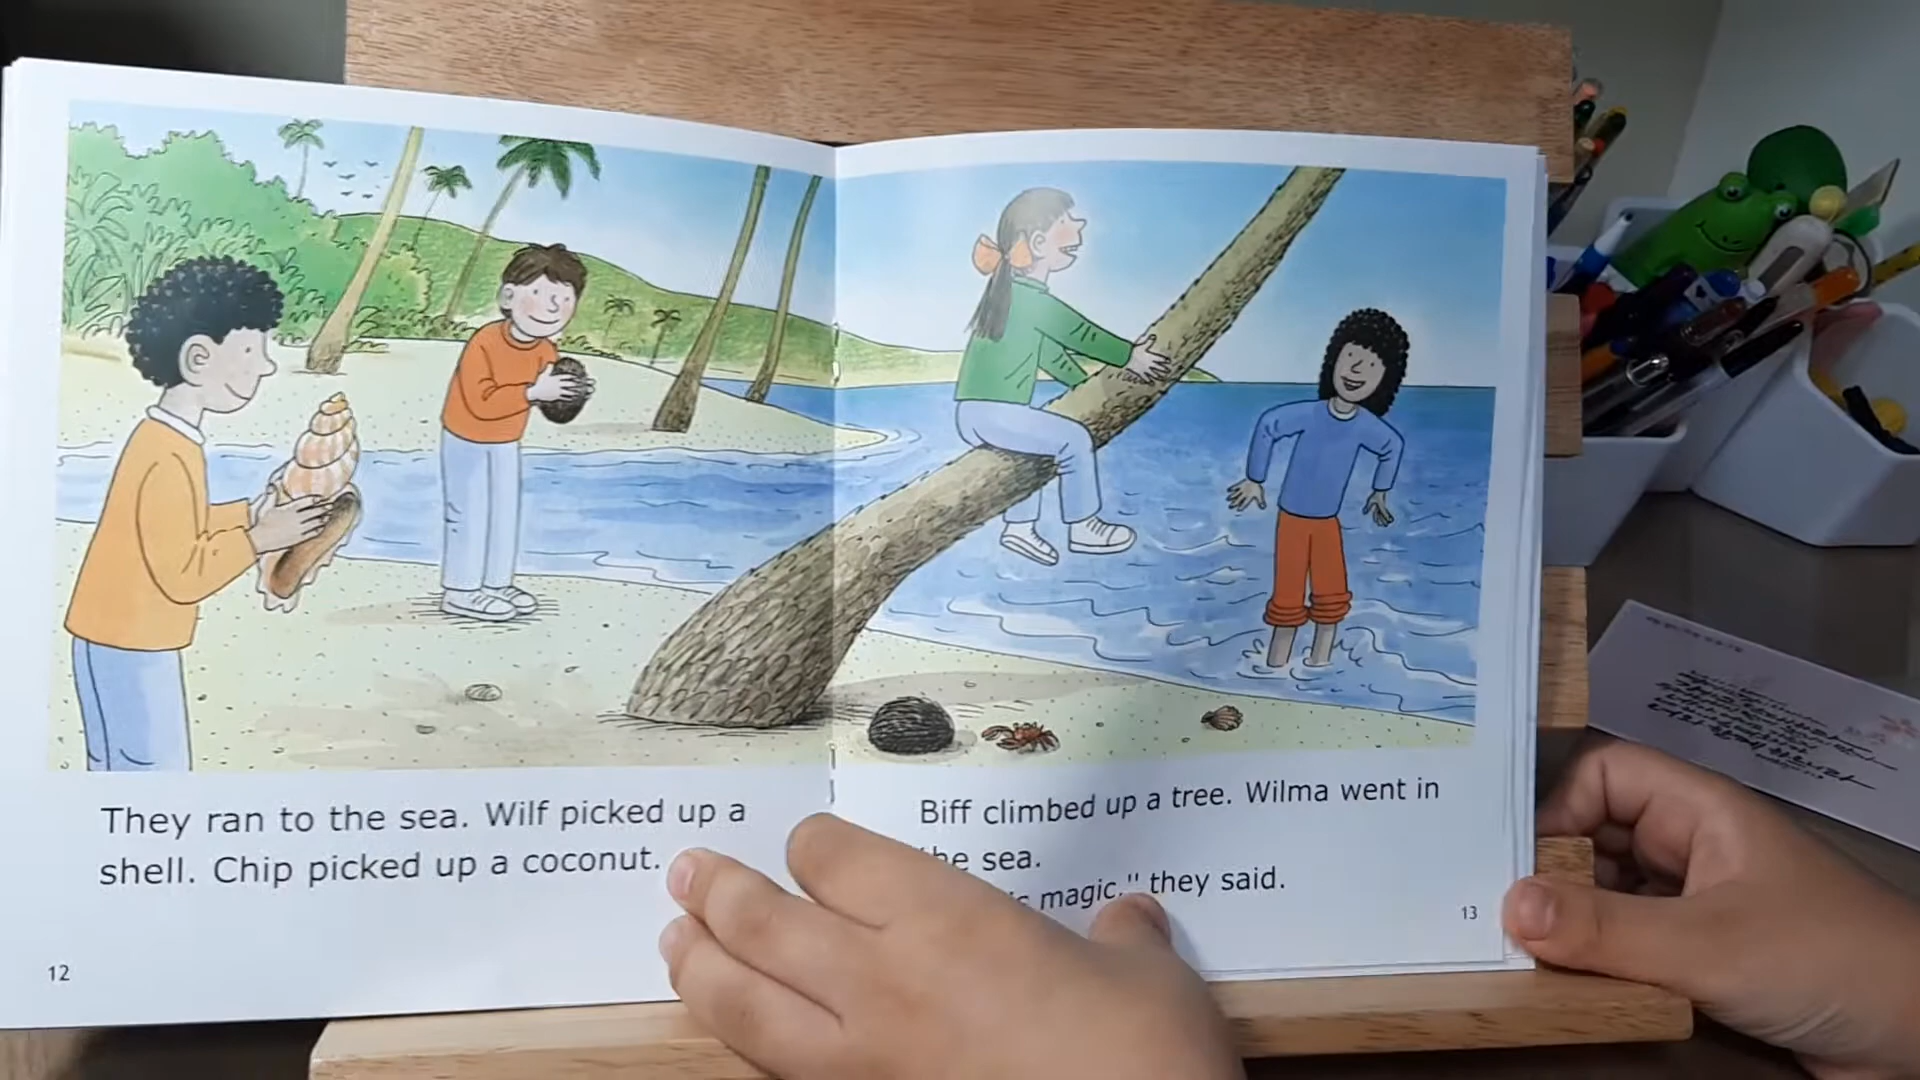 They ran to the sea. Wilf picked up a
shell. Chip picked up a coconut.
12
Biff climbed up a tree. Wilma went in
sea.
magic," they said.
13